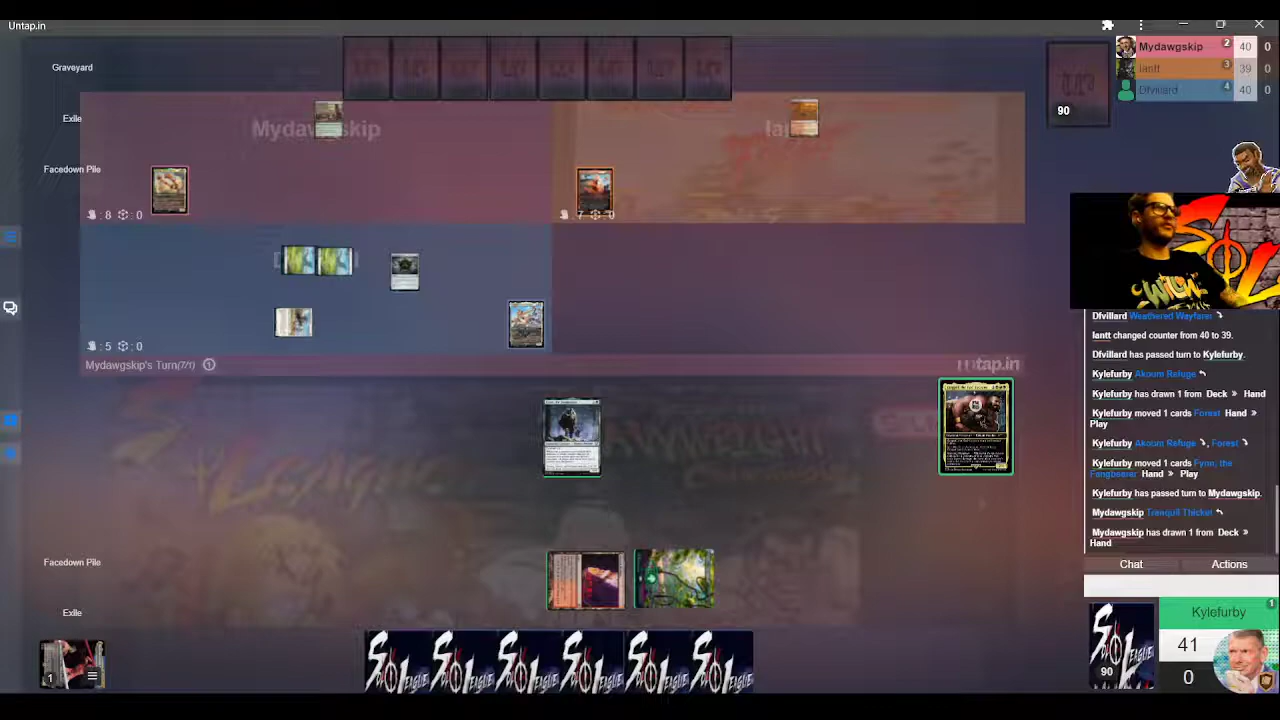 Untap.in
Graveyard
Exile
Facedown Pile
Mydawgskip
8
0
7
0
5
0
Mydawgskip's Turn(7/1)
1
untap.in
90
Mydawgskip 2 40 0
Iantt 3 39 0
Dfvillard 4 40 0
Dfvillard Weathered Wayfarer
Iantt changed counter from 40 to 39.
Dfvillard has passed turn to Kylefurby.
Kylefurby Akoum Refuge
Kylefurby has drawn 1 from Deck » Hand
Kylefurby moved 1 cards Forest Hand »
Play
Kylefurby Akoum Refuge , Forest
Kylefurby moved 1 cards Fynn, the
Fangbearer Hand » Play
Kylefurby has passed turn to Mydawgskip.
Mydawgskip Tranquil Thicket
Mydawgskip has drawn 1 from Deck »
Hand
Chat Actions
Kylefurby 1
41
0
90
Facedown Pile
Exile
1